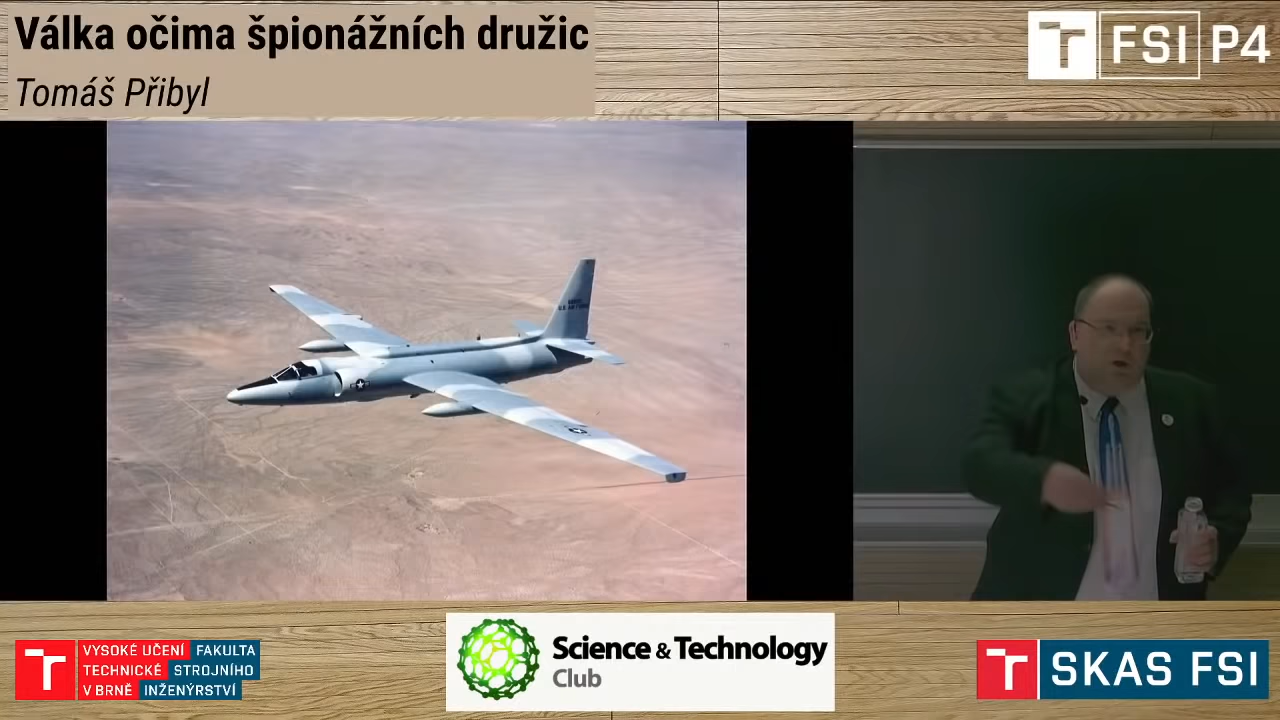 Válka očima špionážních družic
Tomáš Přibyl
FSI P4
VYSOKÉ UČENÍ FAKULTA
TECHNICKÉ STROJNÍHO
V BRNĚ INŽENÝRSTVÍ
Science & Technology
Club
SKAS FSI